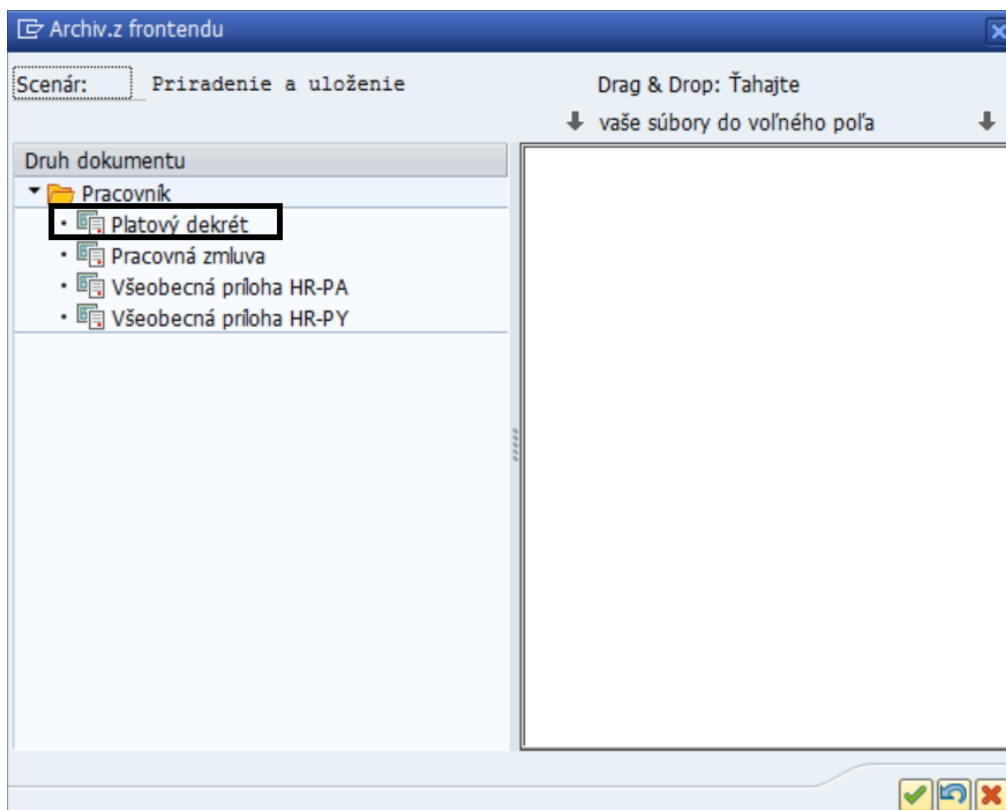 Archiv.z frontendu
Scenár: Priradenie a uloženie
Drag & Drop: Ťahajte
vaše súbory do voľného poľa
Druh dokumentu
Pracovník
Platový dekrét
Pracovná zmluva
Všeobecná príloha HR-PA
Všeobecná príloha HR-PY